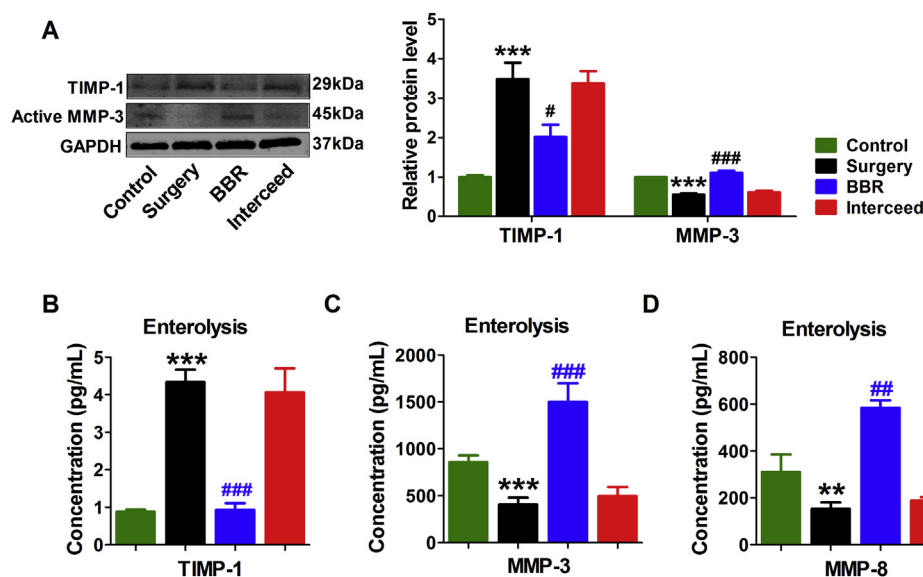 A
TIMP-1
29kDa
Active MMP-3
45kDa
GAPDH
37kDa
Control
Surgery
BBR
Interceed
Relative protein level
5
4
3
2
1
0
***
#
***
###
TIMP-1
MMP-3
Control
Surgery
BBR
Interceed
B
Enterolysis
Concentration (pg/mL)
5
4
2
1
0
***
###
TIMP-1
C
Enterolysis
Concentration (pg/mL)
2000
1500
1000
500
0
***
###
MMP-3
D
Enterolysis
Concentration (pg/mL)
800
600
400
200
0
**
##
MMP-8